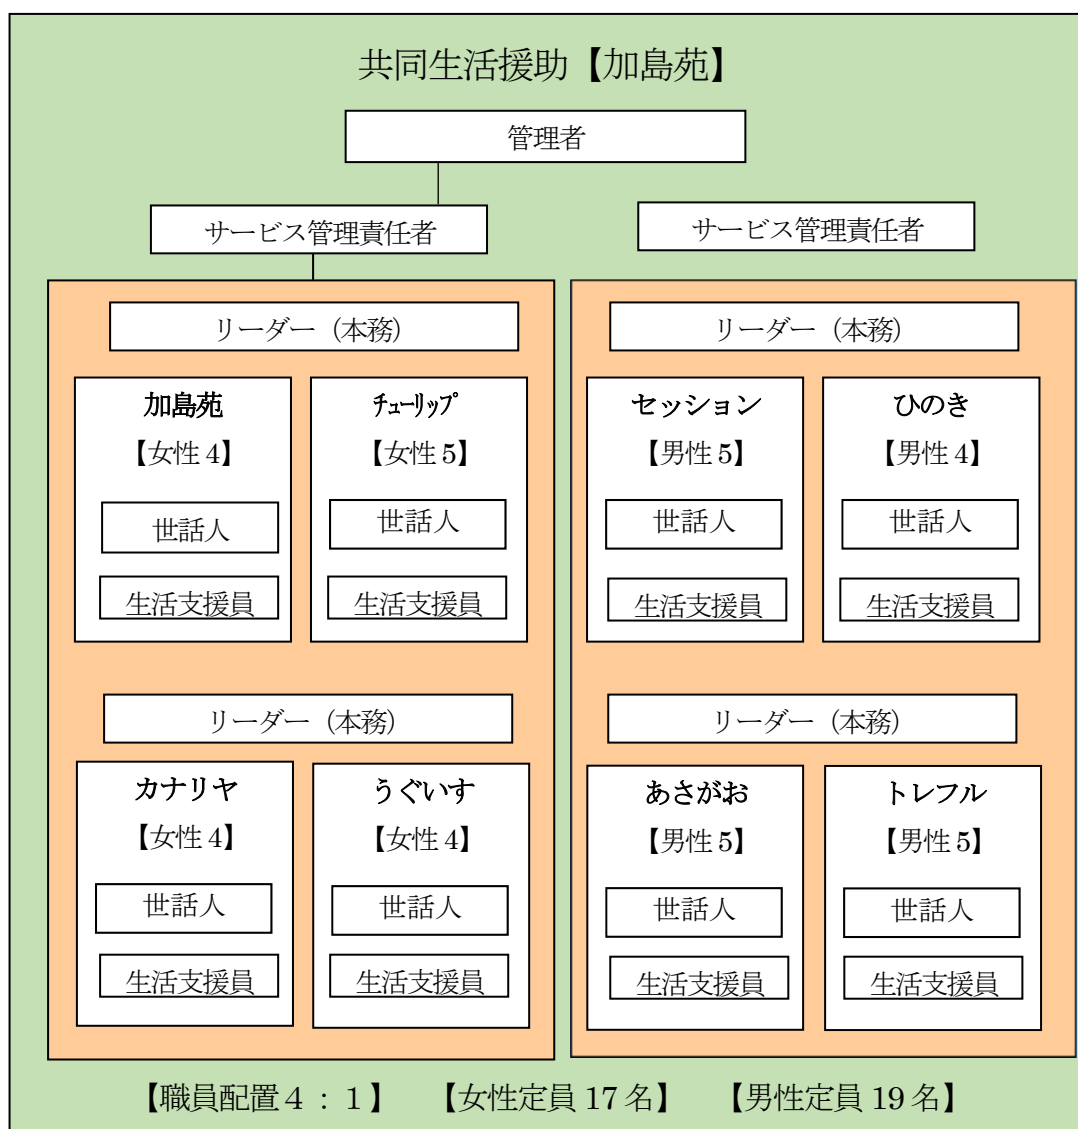 共同生活援助【加島苑】
管理者
サービス管理責任者
サービス管理責任者
リーダー（本務）
加島苑
【女性4】
世話人
生活支援員
チューリップ
【女性5】
世話人
生活支援員
リーダー（本務）
カナリヤ
【女性4】
世話人
生活支援員
うぐいす
【女性4】
世話人
生活支援員
リーダー（本務）
セッション
【男性5】
世話人
生活支援員
ひのき
【男性4】
世話人
生活支援員
リーダー（本務）
あさがお
【男性5】
世話人
生活支援員
トレフル
【男性5】
世話人
生活支援員
【職員配置４：１】　【女性定員17名】　【男性定員19名】